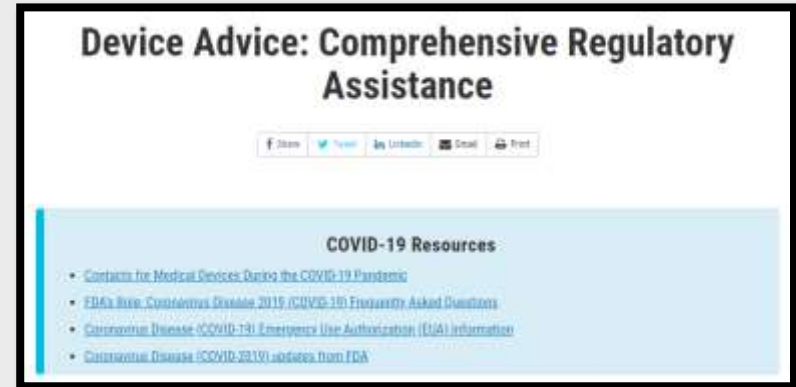 Device Advice: Comprehensive Regulatory
Assistance
Share Tweet Linkedin Email Print
COVID-19 Resources
Contacts for Medical Devices During the COVID-19 Pandemic
FDA's Role: Coronavirus Disease 2019 (COVID-19) Frequently Asked Questions
Coronavirus Disease (COVID-19) Emergency Use Authorization (EUA) Information
Coronavirus Disease (COVID-2019) updates from FDA